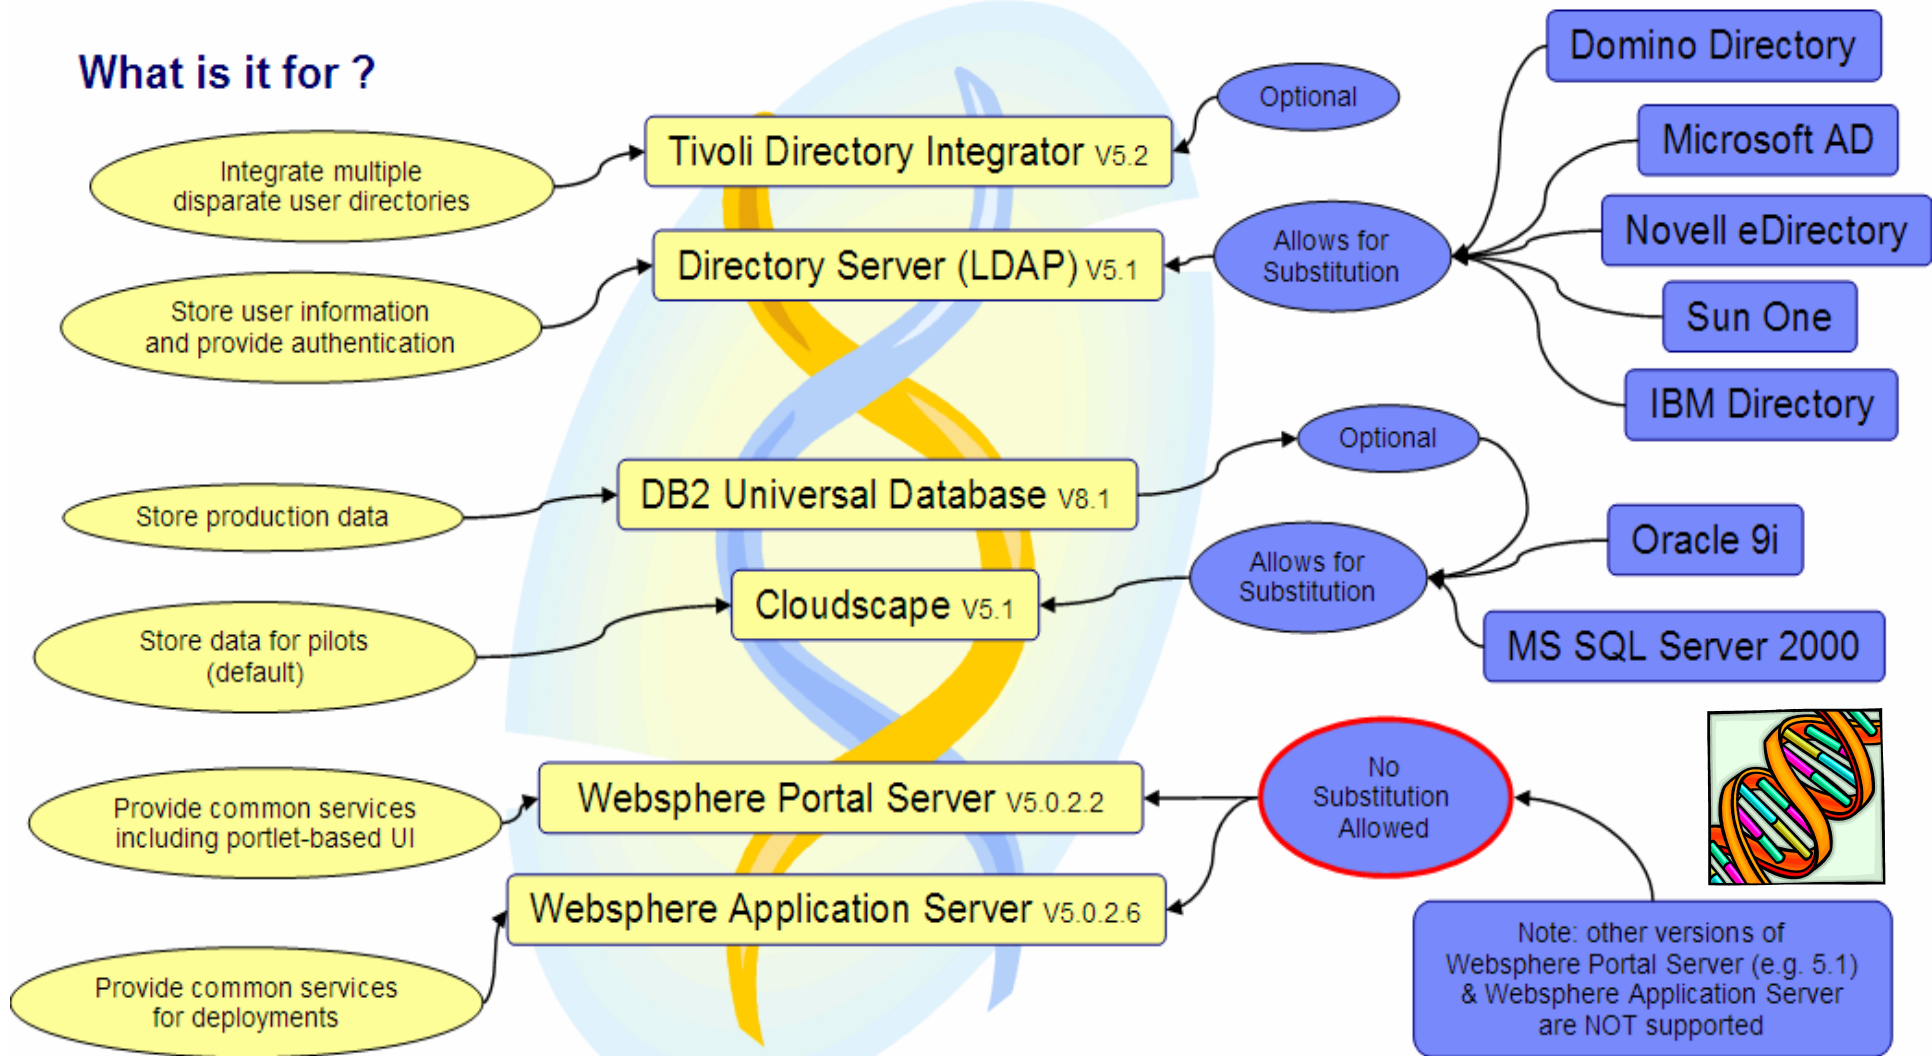 What is it for ?
Integrate multiple
disparate user directories
Tivoli Directory Integrator V5.2
Optional
Store user information
and provide authentication
Directory Server (LDAP) V5.1
Allows for
Substitution
Domino Directory
Microsoft AD
Novell eDirectory
Sun One
IBM Directory
Store production data
DB2 Universal Database V8.1
Optional
Store data for pilots
(default)
Cloudscape V5.1
Allows for
Substitution
Oracle 9i
MS SQL Server 2000
Provide common services
including portlet-based UI
Websphere Portal Server V5.0.2.2
No
Substitution
Allowed
Provide common services
for deployments
Websphere Application Server V5.0.2.6
Note: other versions of
Websphere Portal Server (e.g. 5.1)
& Websphere Application Server
are NOT supported